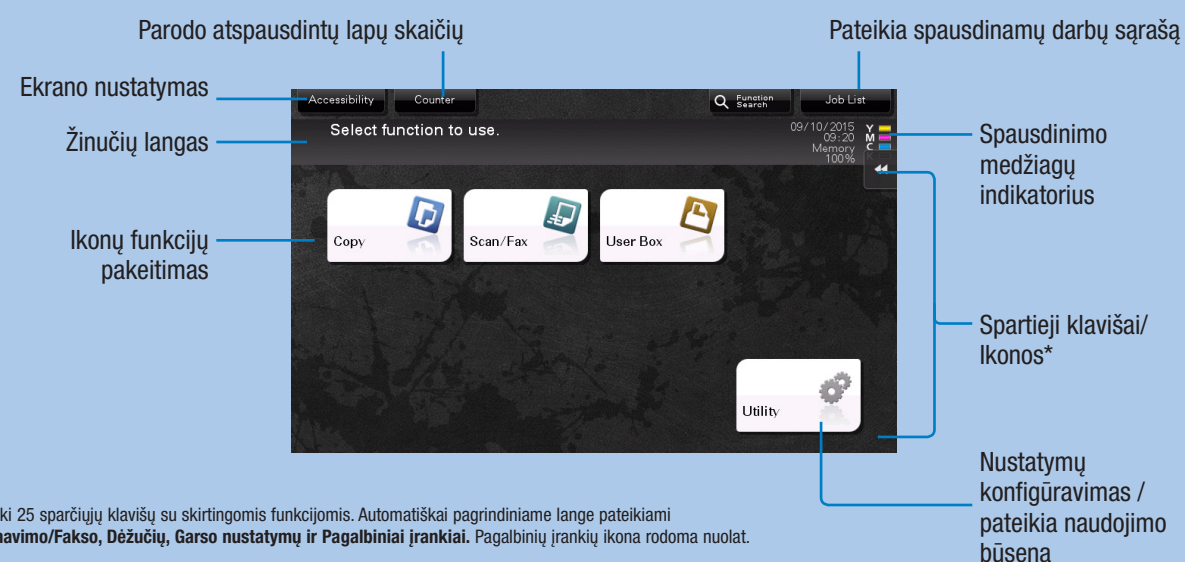 Parodo atspausdintų lapų skaičių
Pateikia spausdinamų darbų sąrašą
Ekrano nustatymas
Žinučių langas
Ikonų funkcijų
pakeitimas
Accessibility
Counter
Function
Search
Job List
Select function to use.
09/10/2015
09:20
Memory
100%
Y
M
C
K
Copy
Scan/Fax
User Box
Utility
Spausdinimo
medžiagų
indikatorius
Spartieji klavišai/
Ikonos*
Nustatymų
konfigūravimas /
pateikia naudojimo
būseną
ki 25 sparčiųjų klavišų su skirtingomis funkcijomis. Automatiškai pagrindiniame lange pateikiami
navimo/Fakso, Dėžučių, Garso nustatymų ir Pagalbiniai įrankiai. Pagalbinių įrankių ikona rodoma nuolat.